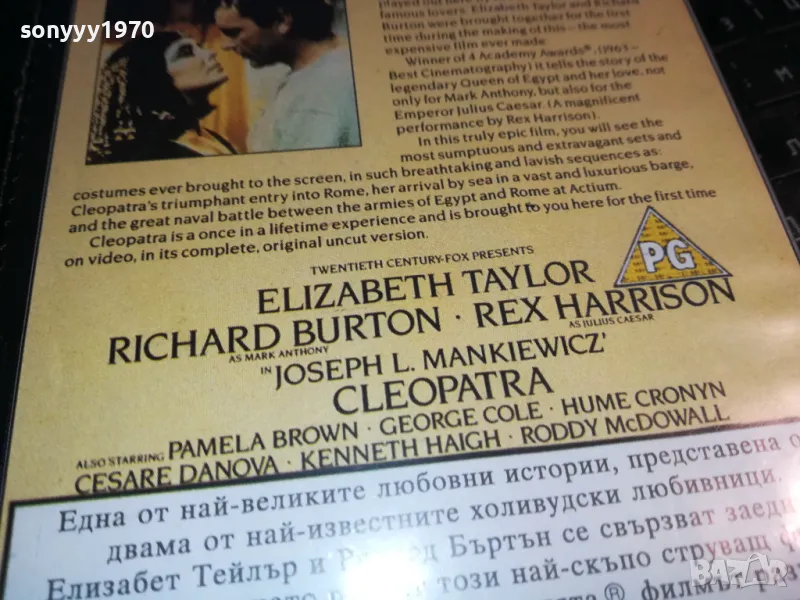 sonyyy1970
played out here by
famous lovers. Elizabeth Taylor and Richard
Burton were brought together for the first
time during the making of this – the most
expensive film ever made.
Winner of 4 Academy Awards®, (1963 –
Best Cinematography) it tells the story of the
legendary Queen of Egypt and her love, not
only for Mark Anthony, but also for the
Emperor Julius Caesar. (A magnificent
performance by Rex Harrison).
In this truly epic film, you will see the
most sumptuous and extravagant sets and
costumes ever brought to the screen, in such breathtaking and lavish sequences as:
Cleopatra's triumphant entry into Rome, her arrival by sea in a vast and luxurious barge,
and the great naval battle between the armies of Egypt and Rome at Actium.
Cleopatra is a once in a lifetime experience and is brought to you here for the first time
on video, in its complete, original uncut version.
PG
TWENTIETH CENTURY-FOX PRESENTS
ELIZABETH TAYLOR
RICHARD BURTON · REX HARRISON
AS MARK ANTHONY AS JULIUS CAESAR
IN JOSEPH L. MANKIEWICZ'
CLEOPATRA
ALSO STARRING PAMELA BROWN · GEORGE COLE · HUME CRONYN
CESARE DANOVA · KENNETH HAIGH · RODDY McDOWALL
Една от най-великите любовни истории, представена
двама от най-известните холивудски любивници.
Елизабет Тейлър и Бъртън се свързват
този най-скъпо струващ
филмът
BAZAR